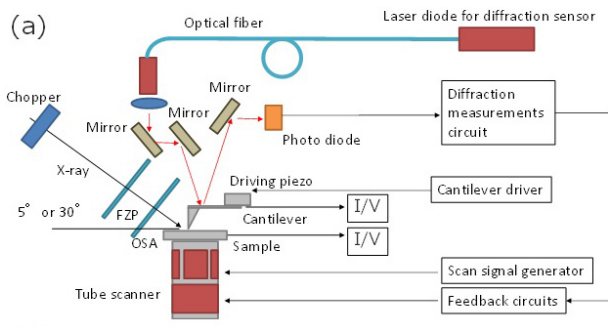 (a)
Optical fiber
Laser diode for diffraction sensor
Chopper
Mirror
Mirror
Mirror
Photo diode
Diffraction
measurements
circuit
X-ray
Driving piezo
Cantilever driver
5° or 30°
FZP
Cantilever
I/V
OSA
Sample
I/V
Scan signal generator
Tube scanner
Feedback circuits